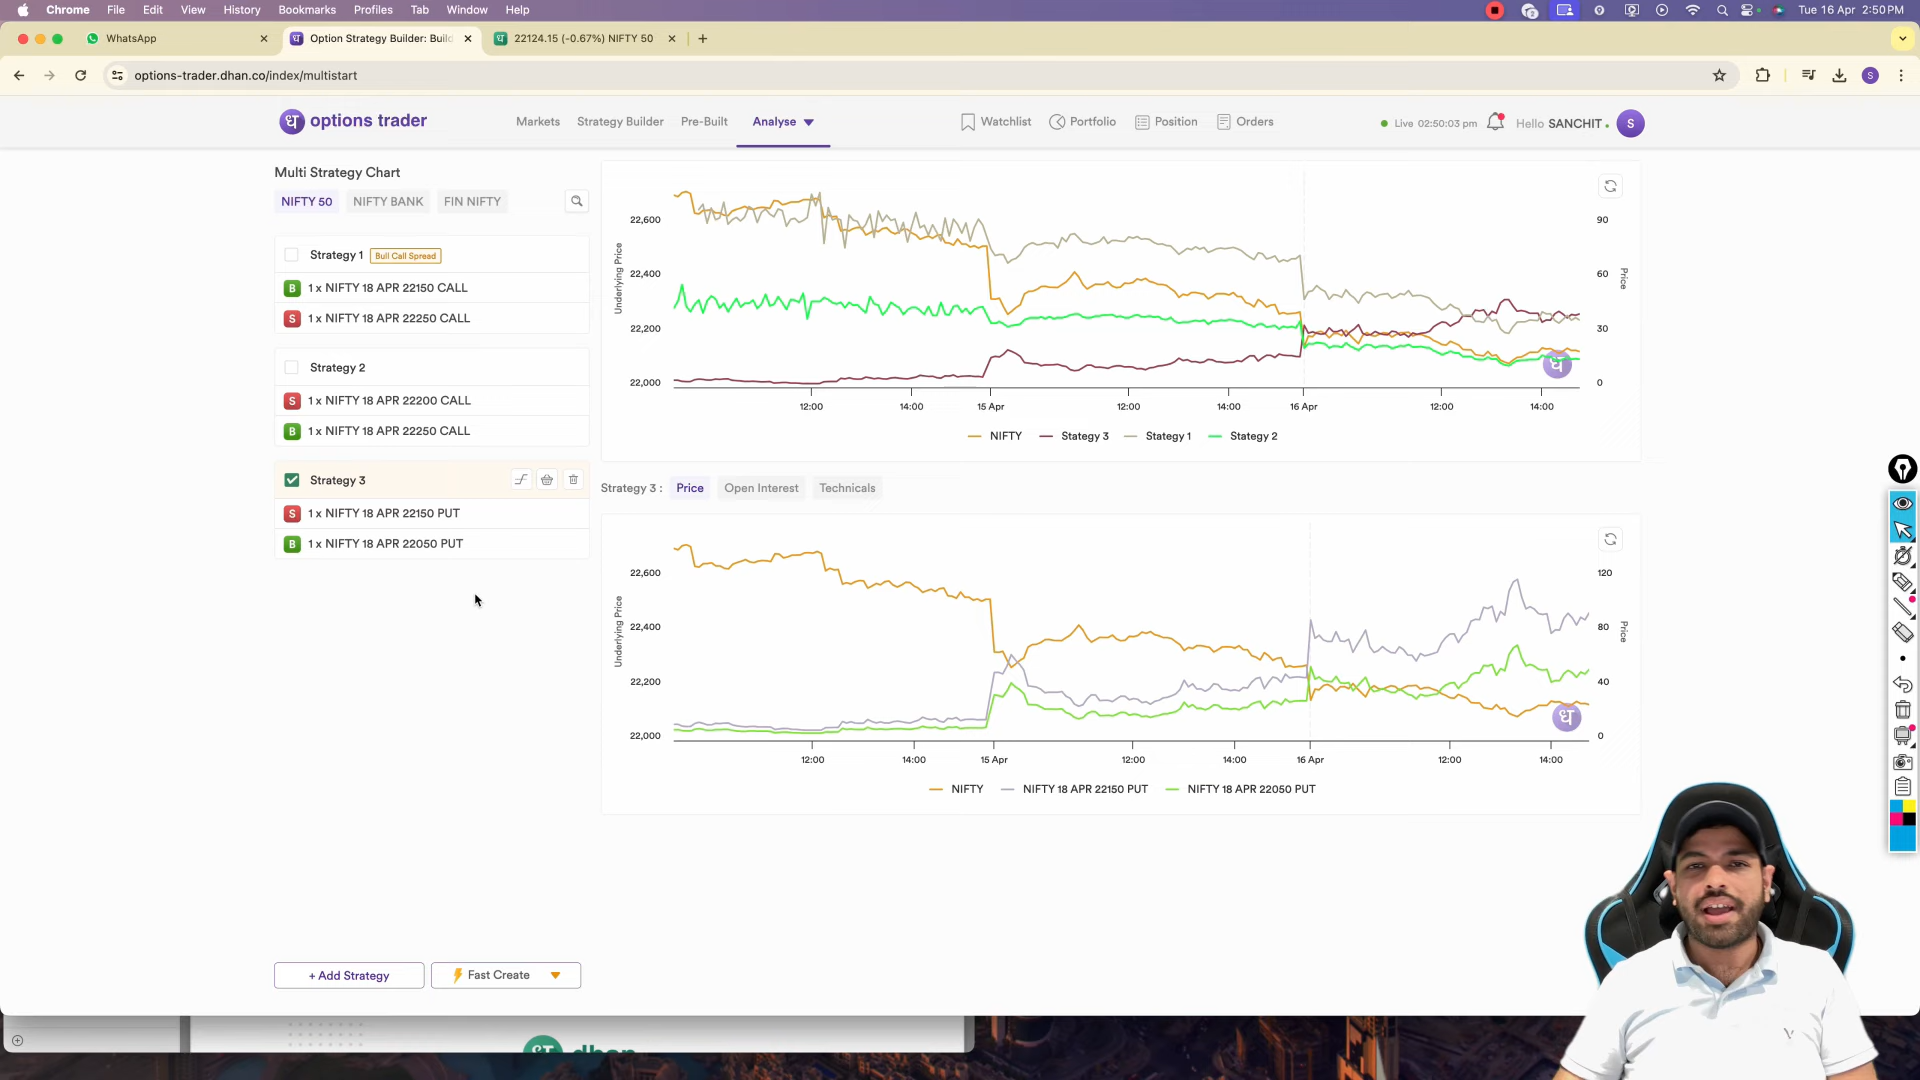 Chrome File Edit View History Bookmarks Profiles Tab Window Help Tue 16 Apr 2:50PM
WhatsApp
Option Strategy Builder: Build
22124.15 (-0.67%) NIFTY 50
options-trader.dhan.co/index/multistart
S
ध options trader
Markets Strategy Builder Pre-Built Analyse
Watchlist Portfolio Position Orders
Live 02:50:03 pm Hello SANCHIT S
Multi Strategy Chart
NIFTY 50 NIFTY BANK FIN NIFTY
Strategy 1 Bull Call Spread
B 1 x NIFTY 18 APR 22150 CALL
S 1 x NIFTY 18 APR 22250 CALL
Strategy 2
S 1 x NIFTY 18 APR 22200 CALL
B 1 x NIFTY 18 APR 22250 CALL
Strategy 3
S 1 x NIFTY 18 APR 22150 PUT
B 1 x NIFTY 18 APR 22050 PUT
+ Add Strategy
Fast Create
Underlying Price
22,600
22,400
22,200
22,000
90
60
30
0
Price
ध
12:00 14:00 15 Apr 12:00 14:00 16 Apr 12:00 14:00
NIFTY Stategy 3 Stategy 1 Stategy 2
Strategy 3 : Price Open Interest Technicals
Underlying Price
22,600
22,400
22,200
22,000
120
80
40
0
Price
ध
12:00 14:00 15 Apr 12:00 14:00 16 Apr 12:00 14:00
NIFTY NIFTY 18 APR 22150 PUT NIFTY 18 APR 22050 PUT
ध dhan